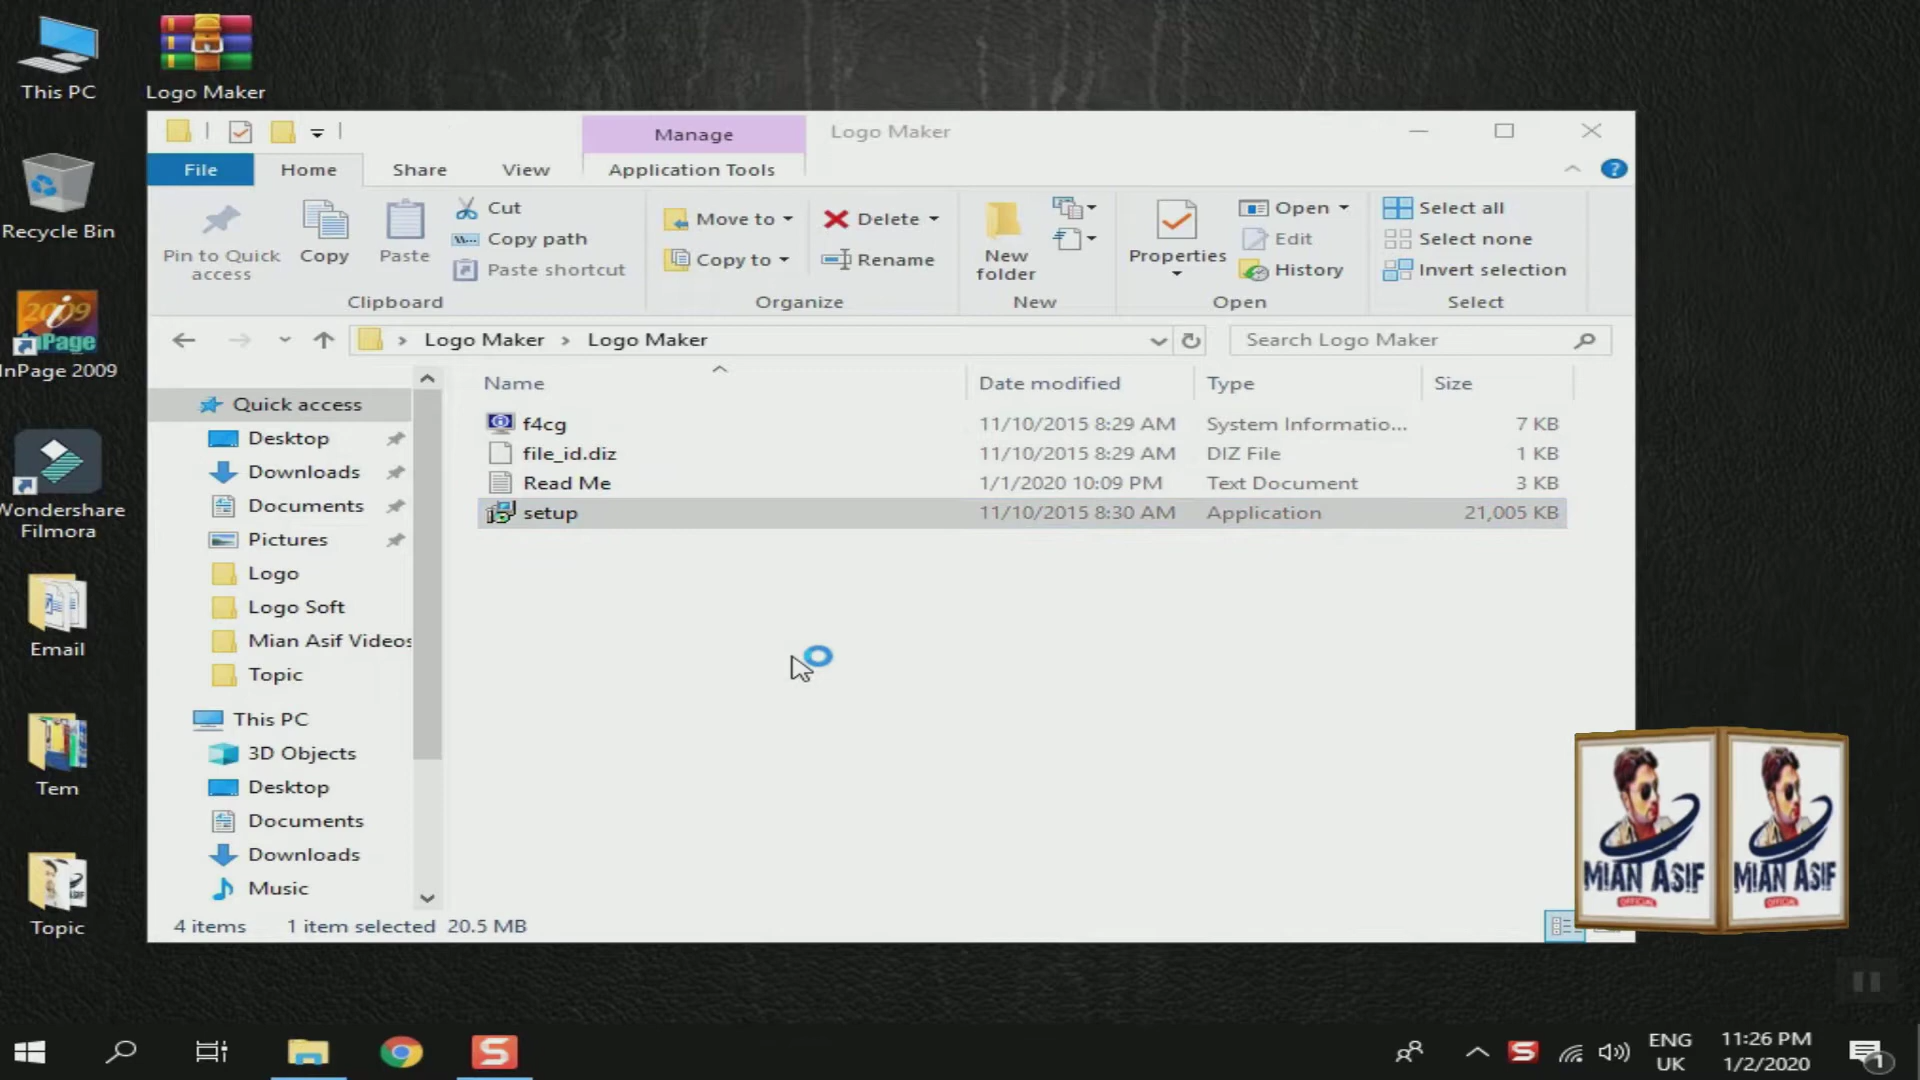 This PC
Logo Maker
Recycle Bin
2009
InPage
InPage 2009
Wondershare
Filmora
Email
Tem
Topic
Manage
Logo Maker
File
Home
Share
View
Application Tools
Pin to Quick
access
Copy
Paste
Cut
Copy path
Paste shortcut
Clipboard
Move to
Copy to
Delete
Rename
Organize
New
folder
New
Properties
Open
Edit
History
Open
Select all
Select none
Invert selection
Select
Logo Maker > Logo Maker
Search Logo Maker
Name
Date modified
Type
Size
f4cg 11/10/2015 8:29 AM System Informatio... 7 KB
file_id.diz 11/10/2015 8:29 AM DIZ File 1 KB
Read Me 1/1/2020 10:09 PM Text Document 3 KB
setup 11/10/2015 8:30 AM Application 21,005 KB
Quick access
Desktop
Downloads
Documents
Pictures
Logo
Logo Soft
Mian Asif Videos
Topic
This PC
3D Objects
Desktop
Documents
Downloads
Music
4 items 1 item selected 20.5 MB
MIAN ASIF
OFFICIAL
MIAN ASIF
OFFICIAL
ENG
UK
11:26 PM
1/2/2020
1